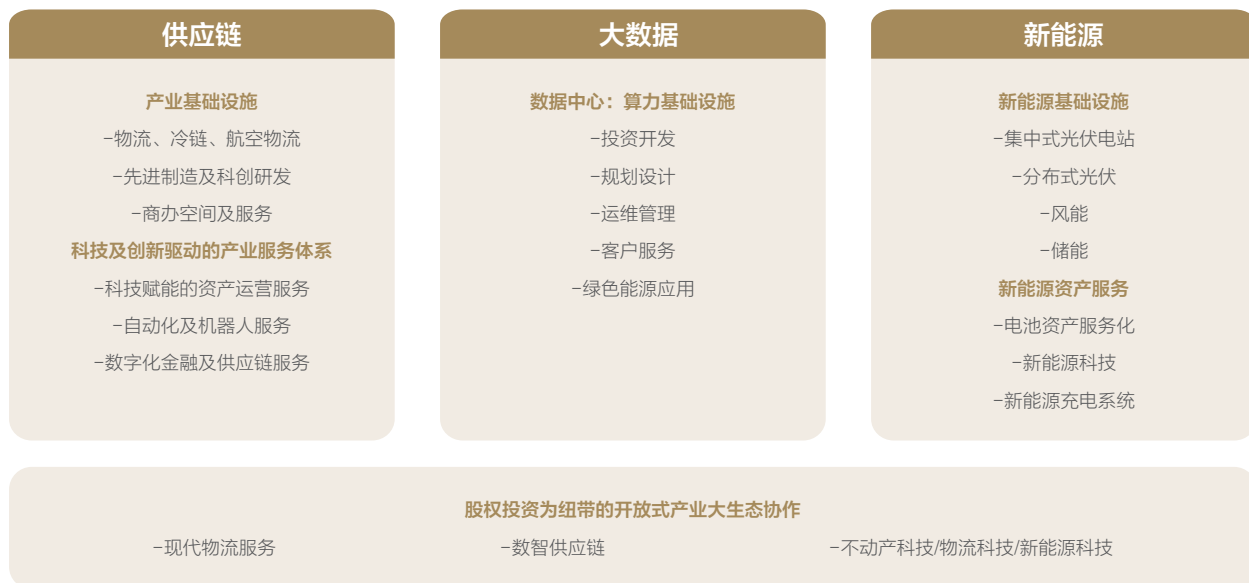 供应链
产业基础设施
-物流、冷链、航空物流
-先进制造及科创研发
-商办空间及服务
科技及创新驱动的产业服务体系
-科技赋能的资产运营服务
-自动化及机器人服务
-数字化金融及供应链服务
大数据
数据中心：算力基础设施
-投资开发
-规划设计
-运维管理
-客户服务
-绿色能源应用
新能源
新能源基础设施
-集中式光伏电站
-分布式光伏
-风能
-储能
新能源资产服务
-电池资产服务化
-新能源科技
-新能源充电系统
股权投资为纽带的开放式产业大生态协作
-现代物流服务
-数智供应链
-不动产科技/物流科技/新能源科技